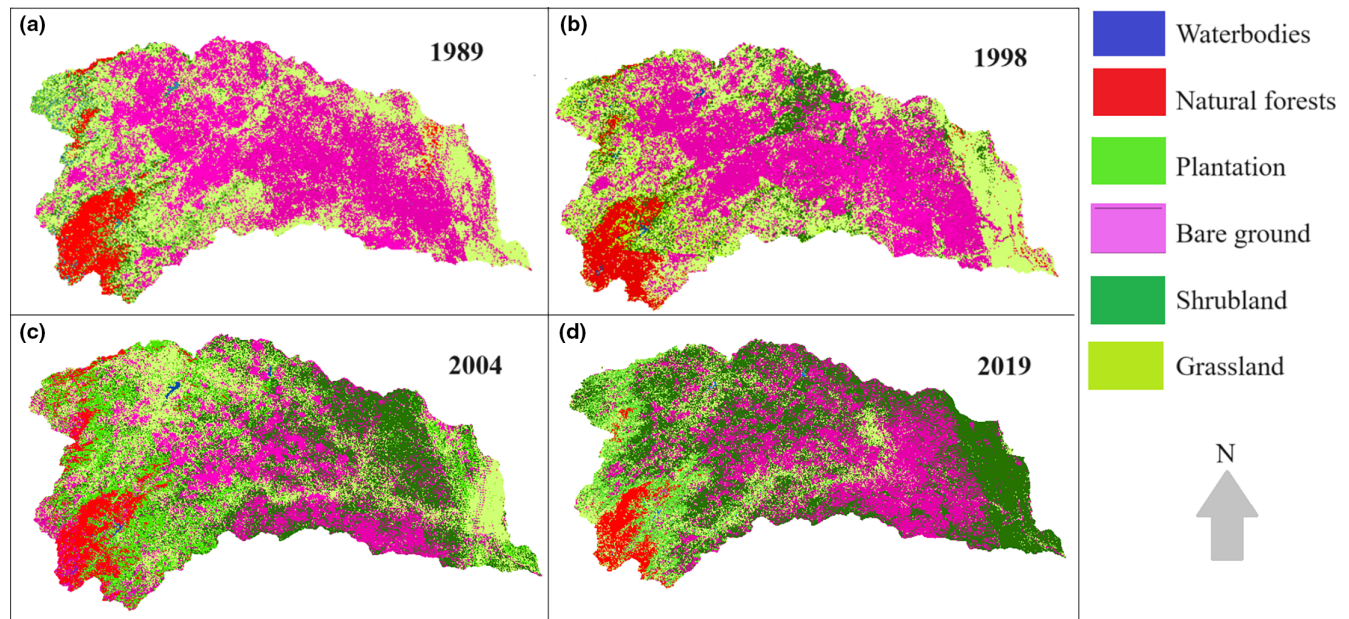 (a)
1989
(b)
1998
(c)
2004
(d)
2019
Waterbodies
Natural forests
Plantation
Bare ground
Shrubland
Grassland
N